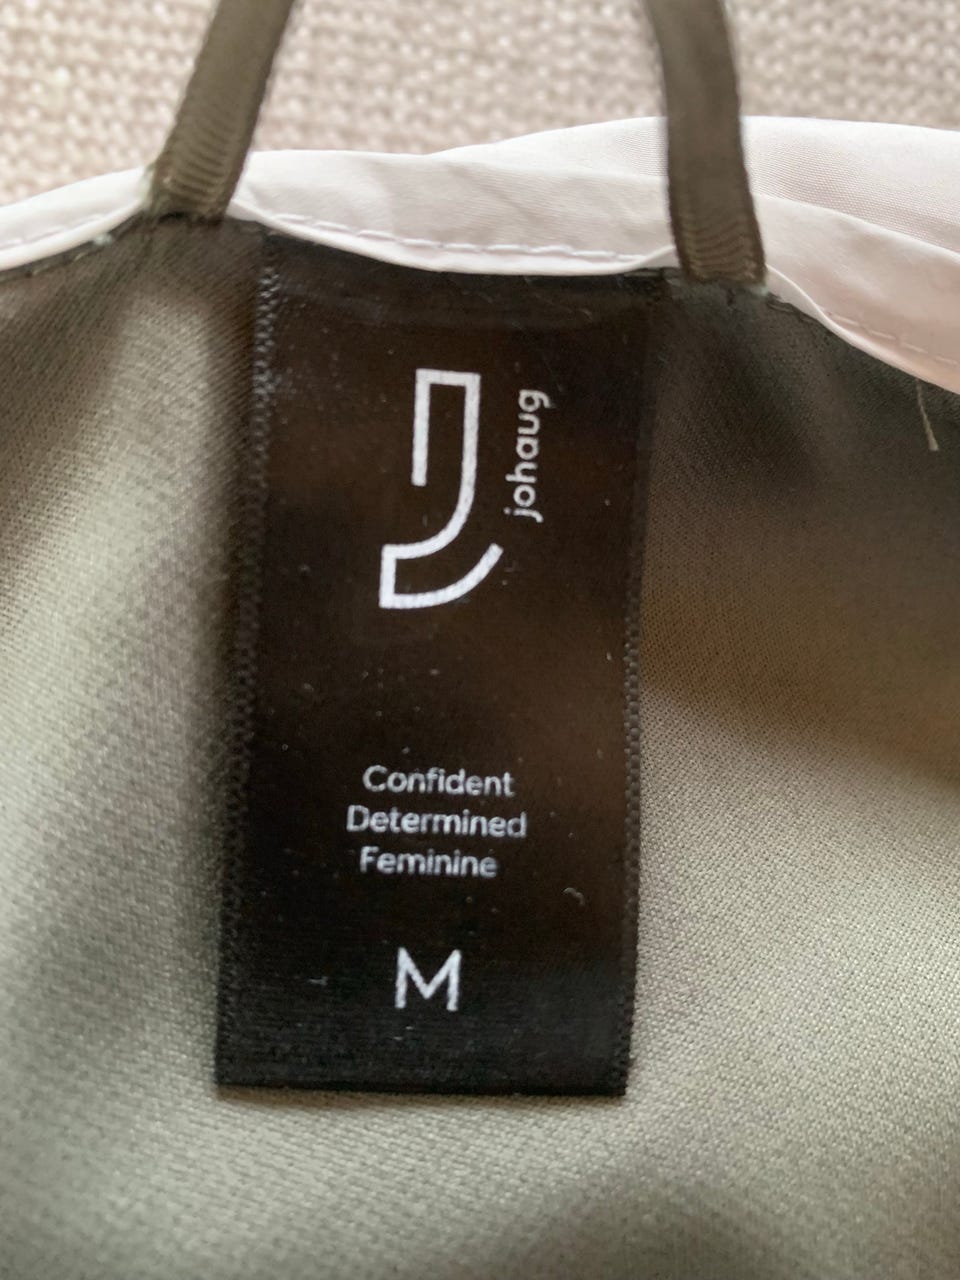 J
johaug
Confident
Determined
Feminine
M